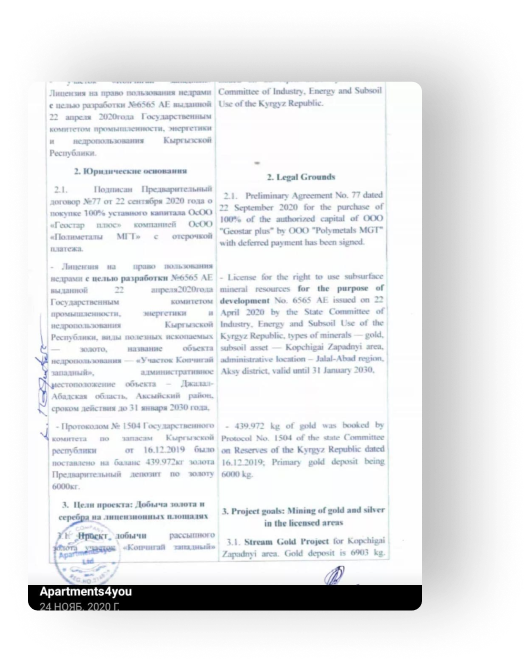 Лицензия на право пользования недрами
с целью разработки №6565 АЕ выданной
22 апреля 2020года Государственным
комитетом промышленности, энергетики
и недропользования Кыргызской
Республики.
2. Юридические основания
2.1. Подписан Предварительный
договор №77 от 22 сентября 2020 года о
покупке 100% уставного капитала ОсОО
«Геостар плюс» компанией ОсОО
«Полиметалы МГТ» с отсрочкой
платежа.
- Лицензия на право пользования
недрами с целью разработки №6565 АЕ
выданной 22 апреля2020года
Государственным комитетом
промышленности, энергетики и
недропользования Кыргызской
Республики, виды полезных ископаемых
— золото, название объекта
недропользования — «Участок Копчигай
западный», административное
местоположение объекта – Джалал-
Абадская область, Аксыйский район,
сроком действия до 31 января 2030 года,
- Протоколом № 1504 Государственного
комитета по запасам Кыргызской
республики от 16.12.2019 было
поставлено на баланс 439.972кг золота
Предварительный депозит по золоту
6000кг.
3. Цели проекта: Добыча золота и
серебра на лицензионных площадях
3.1. Проект добычи рассыпного
золота участок «Копчигай западный»
Committee of Industry, Energy and Subsoil
Use of the Kyrgyz Republic.
2. Legal Grounds
2.1. Preliminary Agreement No. 77 dated
22 September 2020 for the purchase of
100% of the authorized capital of OOO
"Geostar plus" by OOO "Polymetals MGT"
with deferred payment has been signed.
- License for the right to use subsurface
mineral resources for the purpose of
development No. 6565 AE issued on 22
April 2020 by the State Committee of
Industry, Energy and Subsoil Use of the
Kyrgyz Republic, types of minerals — gold,
subsoil asset — Kopchigai Zapadnyi area,
administrative location – Jalal-Abad region,
Aksy district, valid until 31 January 2030,
- 439.972 kg of gold was booked by
Protocol No. 1504 of the state Committee
on Reserves of the Kyrgyz Republic dated
16.12.2019; Primary gold deposit being
6000 kg.
3. Project goals: Mining of gold and silver
in the licensed areas
3.1. Stream Gold Project for Kopchigai
Zapadnyi area. Gold deposit is 6903 kg.
Apartments4you
Ltd
Apartments4you
24 НОЯБ. 2020 Г.